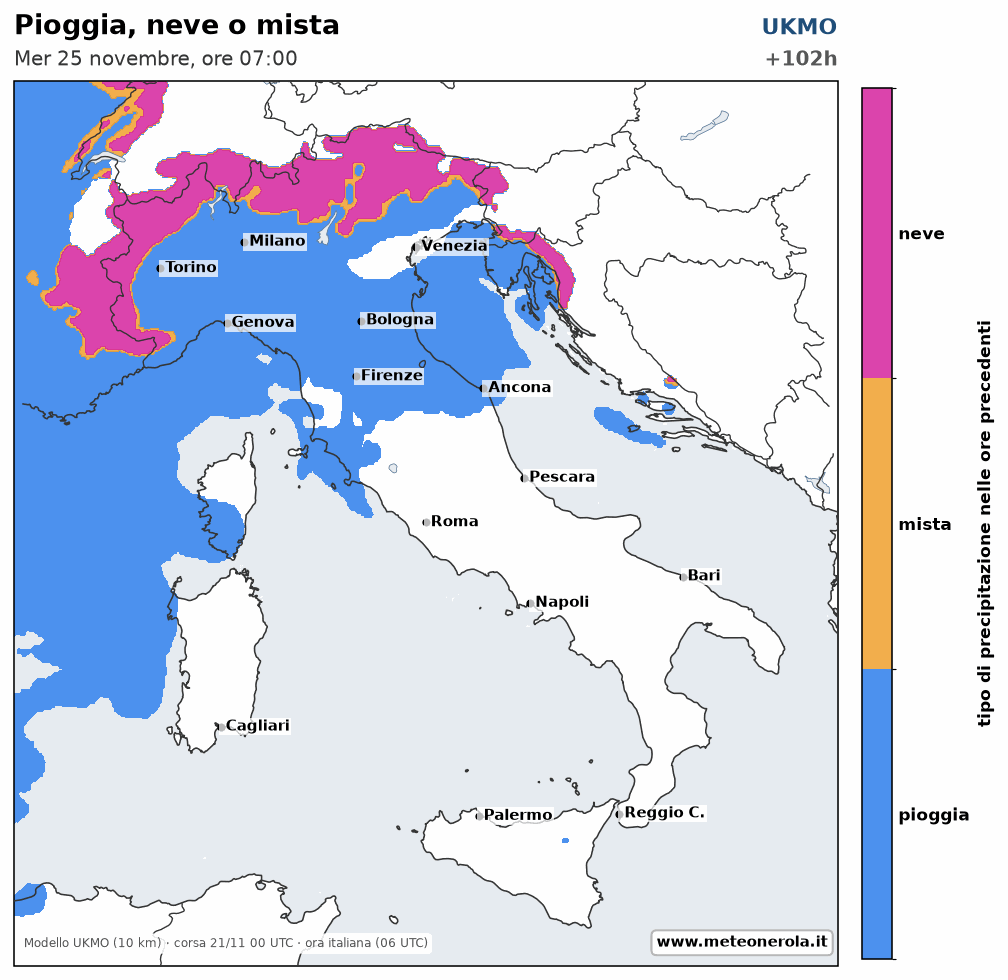 Pioggia, neve o mista
UKMO
Mer 25 novembre, ore 07:00
+102h
neve
Milano
Venezia
Torino
Genova
Bologna
Firenze
Ancona
Pescara
mista
Roma
tipo di precipitazione nelle ore precedenti
Bari
Napoli
Cagliari
Palermo
Reggio C.
pioggia
Modello UKMO (10 km) · corsa 21/11 00 UTC · ora italiana (06 UTC)
www.meteonerola.it